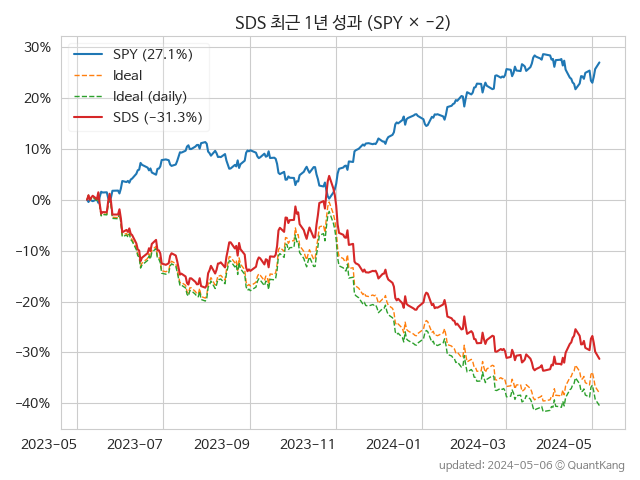 SDS 최근 1년 성과 (SPY × −2)
30%
20%
10%
0%
−10%
−20%
−30%
−40%
SPY (27.1%)
Ideal
Ideal (daily)
SDS (−31.3%)
2023-05
2023-07
2023-09
2023-11
2024-01
2024-03
2024-05
updated: 2024-05-06 © QuantKang